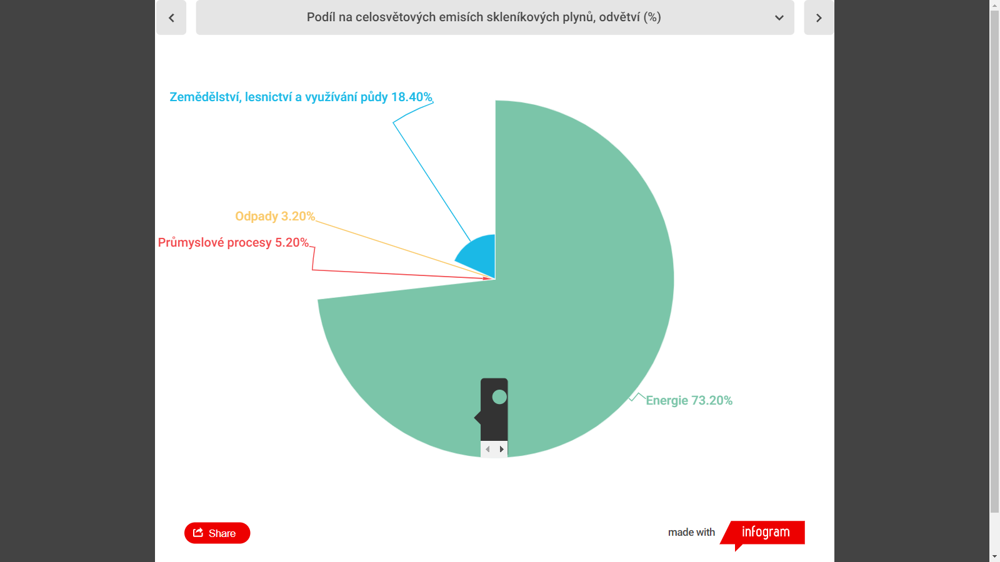 Podíl na celosvětových emisích skleníkových plynů, odvětví (%)
Zemědělství, lesnictví a využívání půdy 18.40%
Odpady 3.20%
Průmyslové procesy 5.20%
Energie 73.20%
Share
made with infogram